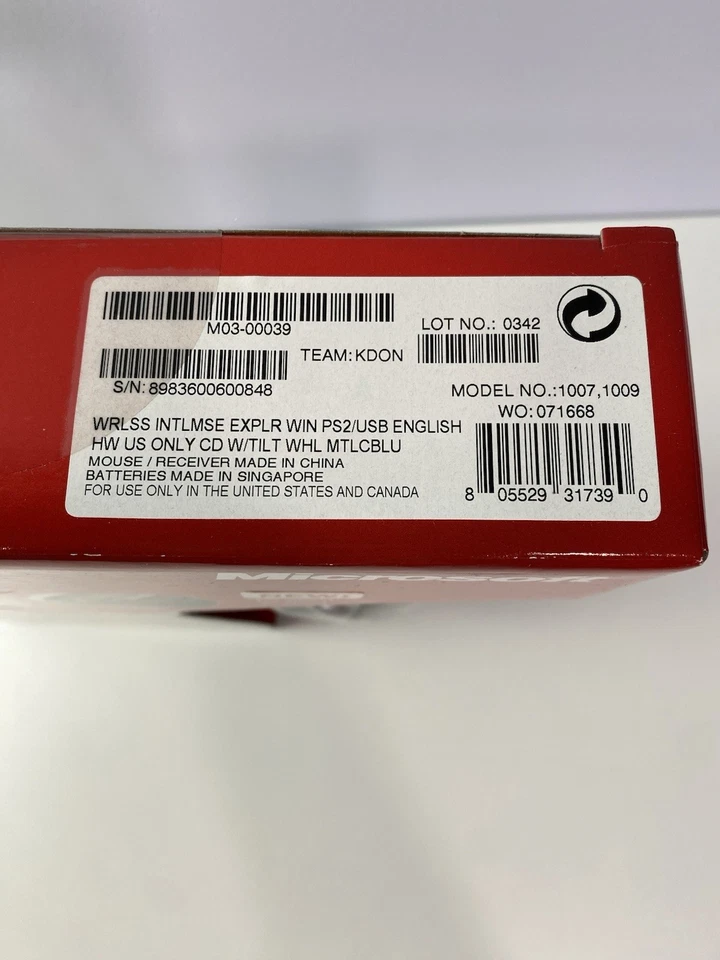 M03-00039
LOT NO.: 0342
TEAM: KDON
S/N: 8983600600848
MODEL NO.:1007,1009
WO: 071668
WRLSS INTLMSE EXPLR WIN PS2/USB ENGLISH
HW US ONLY CD W/TILT WHL MTLCBLU
MOUSE / RECEIVER MADE IN CHINA
BATTERIES MADE IN SINGAPORE
FOR USE ONLY IN THE UNITED STATES AND CANADA
8 05529 31739 0
Microsoft